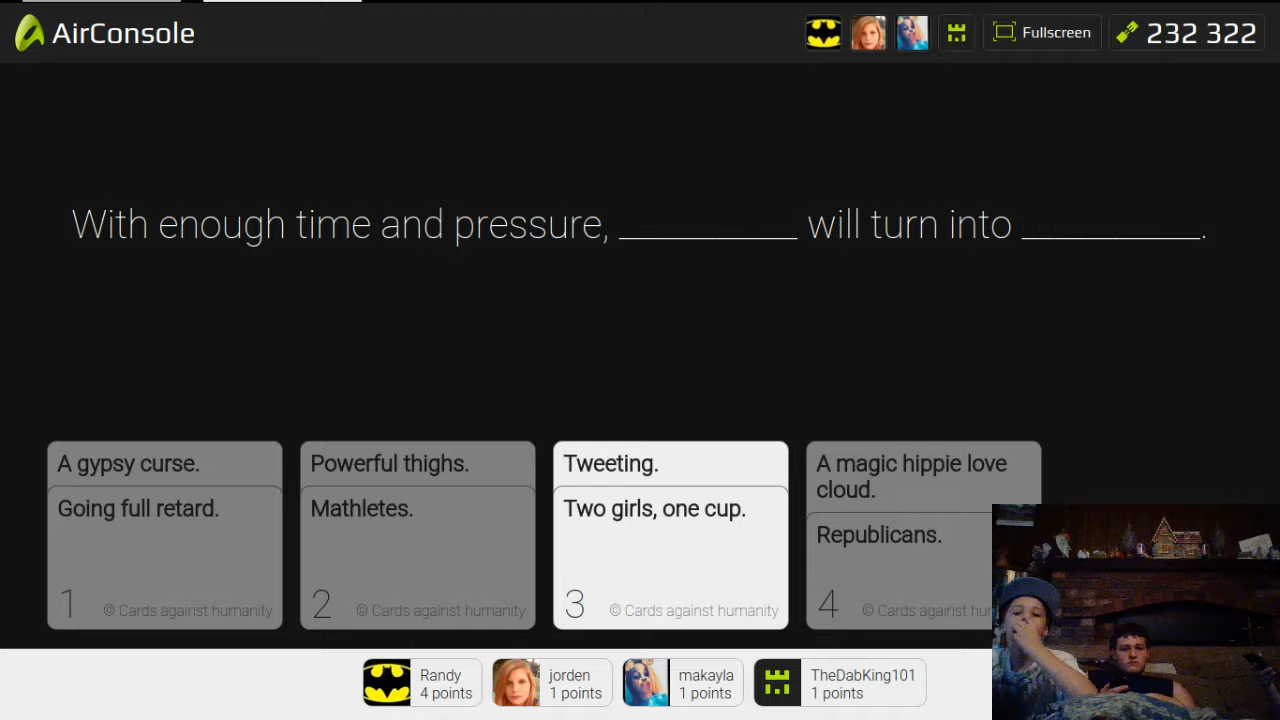 AirConsole
Fullscreen
232 322
With enough time and pressure, __________ will turn into __________.
A gypsy curse.
Going full retard.
1 © Cards against humanity
Powerful thighs.
Mathletes.
2 © Cards against humanity
Tweeting.
Two girls, one cup.
3 © Cards against humanity
A magic hippie love
cloud.
Republicans.
4 © Cards against hum
Randy
4 points
jorden
1 points
makayla
1 points
TheDabKing101
1 points